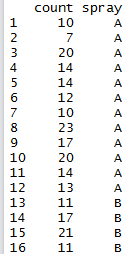 count spray
1 10 A
2 7 A
3 20 A
4 14 A
5 14 A
6 12 A
7 10 A
8 23 A
9 17 A
10 20 A
11 14 A
12 13 A
13 11 B
14 17 B
15 21 B
16 11 B